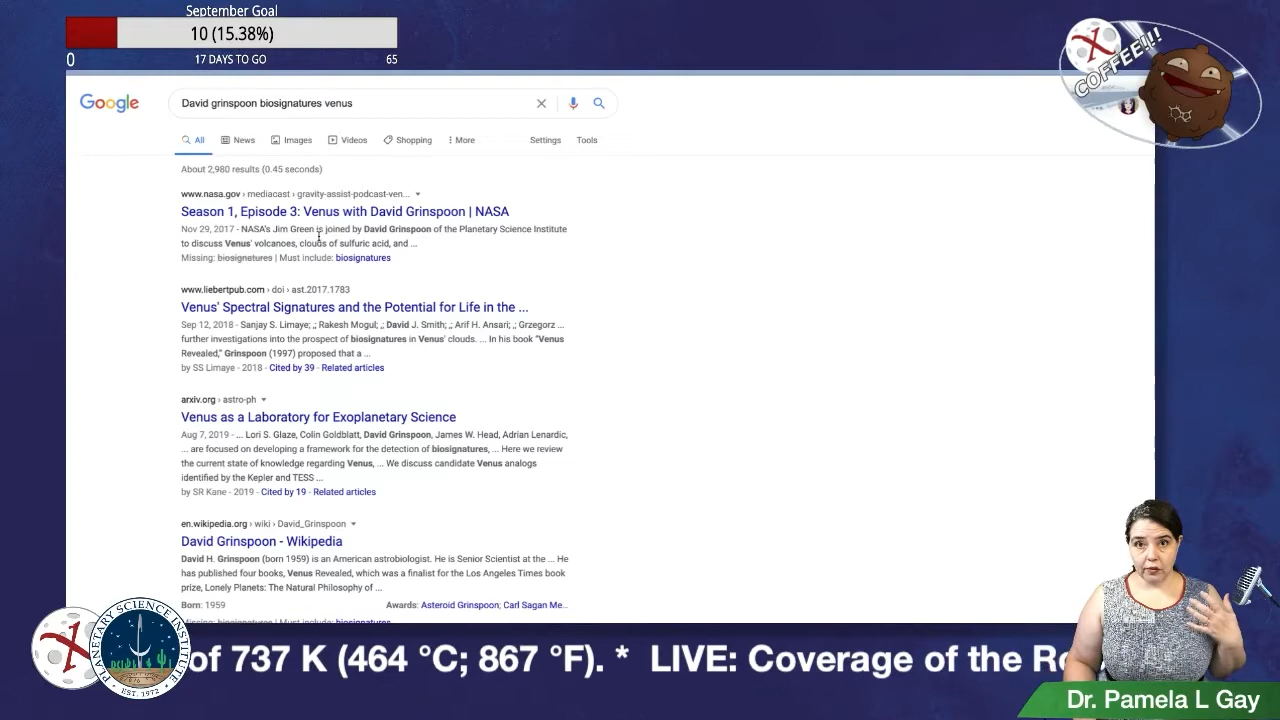 September Goal
10 (15.38%)
0 17 DAYS TO GO 65
COFFEE!!!
Google
David grinspoon biosignatures venus
All News Images Videos Shopping More Settings Tools
About 2,980 results (0.45 seconds)
www.nasa.gov › mediacast › gravity-assist-podcast-ven...
Season 1, Episode 3: Venus with David Grinspoon | NASA
Nov 29, 2017 - NASA's Jim Green is joined by David Grinspoon of the Planetary Science Institute
to discuss Venus' volcanoes, clouds of sulfuric acid, and ...
Missing: biosignatures | Must include: biosignatures
www.liebertpub.com › doi › ast.2017.1783
Venus' Spectral Signatures and the Potential for Life in the ...
Sep 12, 2018 - Sanjay S. Limaye; ,; Rakesh Mogul; ,; David J. Smith; ,; Arif H. Ansari; ,; Grzegorz ...
further investigations into the prospect of biosignatures in Venus' clouds. ... In his book “Venus
Revealed,” Grinspoon (1997) proposed that a ...
by SS Limaye - 2018 - Cited by 39 - Related articles
arxiv.org › astro-ph
Venus as a Laboratory for Exoplanetary Science
Aug 7, 2019 - ... Lori S. Glaze, Colin Goldblatt, David Grinspoon, James W. Head, Adrian Lenardic,
... are focused on developing a framework for the detection of biosignatures, ... Here we review
the current state of knowledge regarding Venus, ... We discuss candidate Venus analogs
identified by the Kepler and TESS ...
by SR Kane - 2019 - Cited by 19 - Related articles
en.wikipedia.org › wiki › David_Grinspoon
David Grinspoon - Wikipedia
David H. Grinspoon (born 1959) is an American astrobiologist. He is Senior Scientist at the ... He
has published four books, Venus Revealed, which was a finalist for the Los Angeles Times book
prize, Lonely Planets: The Natural Philosophy of ...
Born: 1959 Awards: Asteroid Grinspoon; Carl Sagan Me...
Missing: biosignatures | Must include: biosignatures
PLANETARY SCIENCE INSTITUTE
EST. 1972
of 737 K (464 °C; 867 °F). * LIVE: Coverage of the Ro
Dr. Pamela L Gay